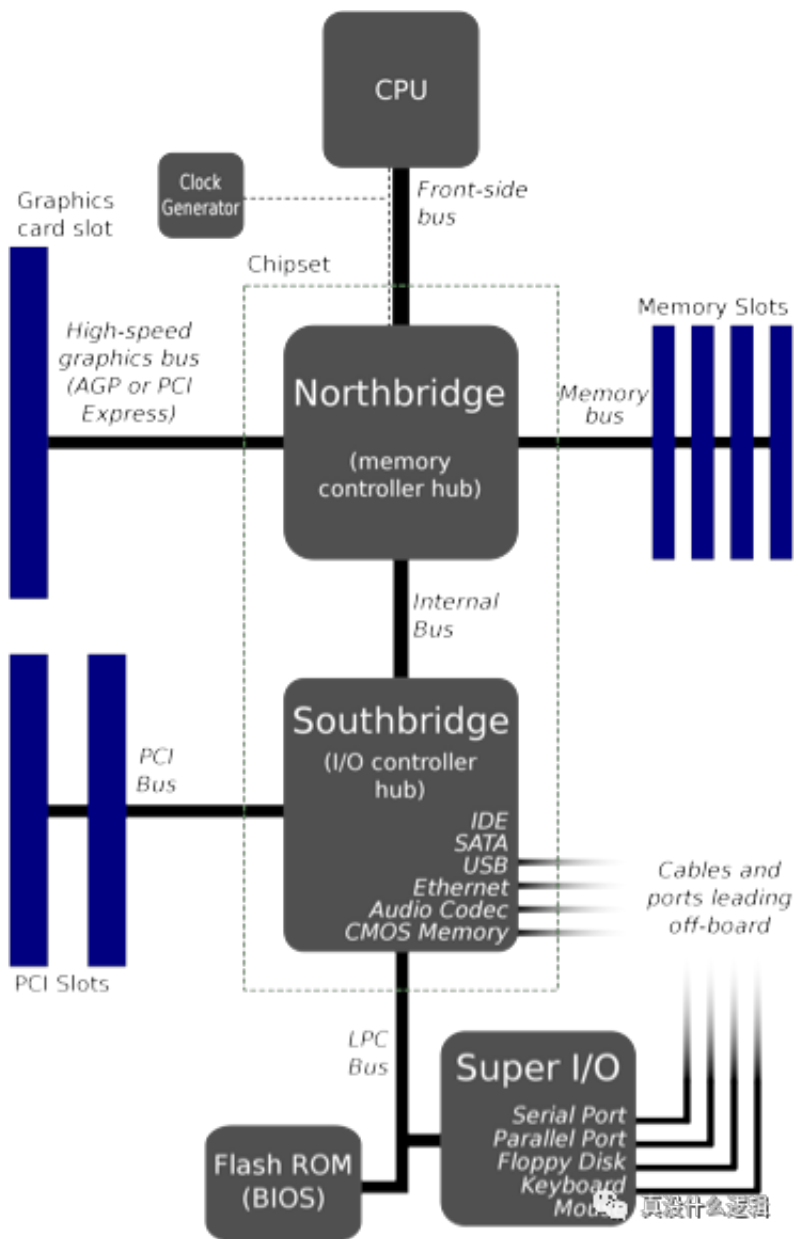 CPU
Clock
Generator
Front-side
bus
Graphics
card slot
Chipset
High-speed
graphics bus
(AGP or PCI
Express)
Northbridge
(memory
controller hub)
Memory Slots
Memory
bus
Internal
Bus
Southbridge
(I/O controller
hub)
IDE
SATA
USB
Ethernet
Audio Codec
CMOS Memory
PCI
Bus
PCI Slots
Cables and
ports leading
off-board
LPC
Bus
Super I/O
Serial Port
Parallel Port
Floppy Disk
Keyboard
Flash ROM
(BIOS)
真没什么逻辑